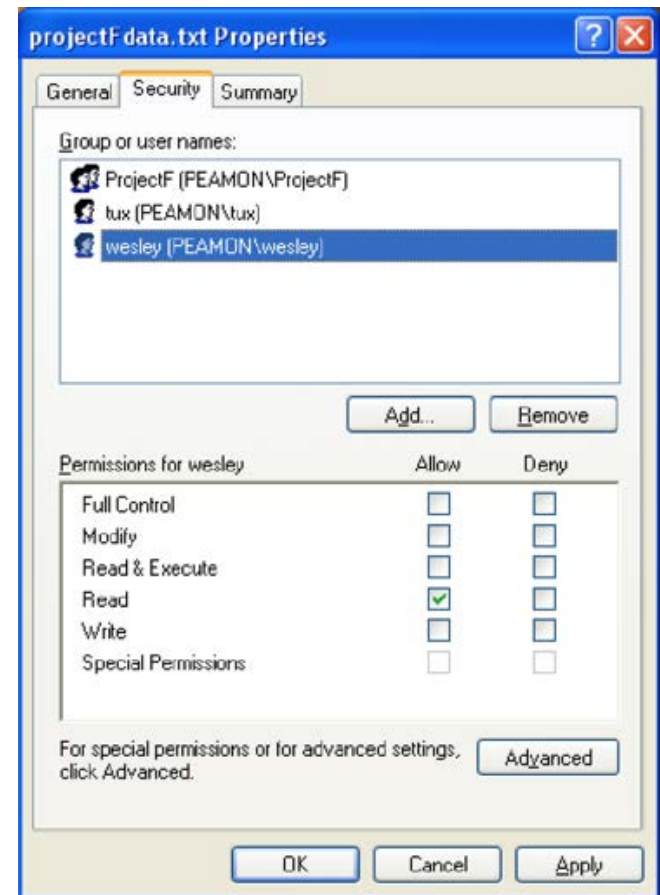 projectFdata.txt Properties
General Security Summary
Group or user names:
ProjectF (PEAMON\ProjectF)
tux (PEAMON\tux)
wesley (PEAMON\wesley)
Add... Remove
Permissions for wesley Allow Deny
Full Control
Modify
Read & Execute
Read
Write
Special Permissions
For special permissions or for advanced settings,
click Advanced.
Advanced
OK Cancel Apply